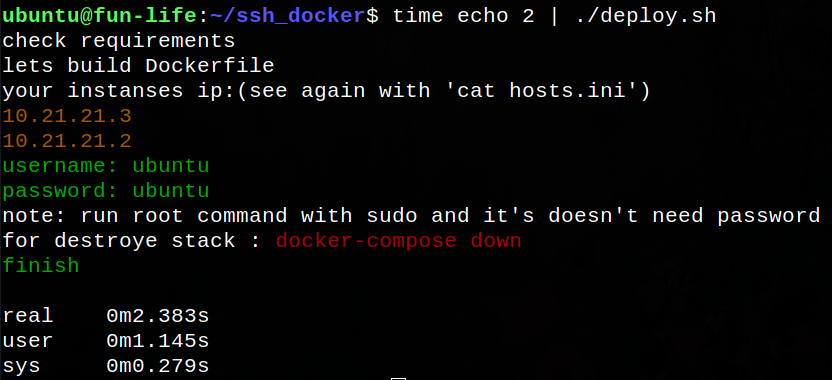 ubuntu@fun-life:~/ssh_docker$ time echo 2 | ./deploy.sh
check requirements
lets build Dockerfile
your instanses ip:(see again with 'cat hosts.ini')
10.21.21.3
10.21.21.2
username: ubuntu
password: ubuntu
note: run root command with sudo and it's doesn't need password
for destroye stack : docker-compose down
finish
real 0m2.383s
user 0m1.145s
sys 0m0.279s